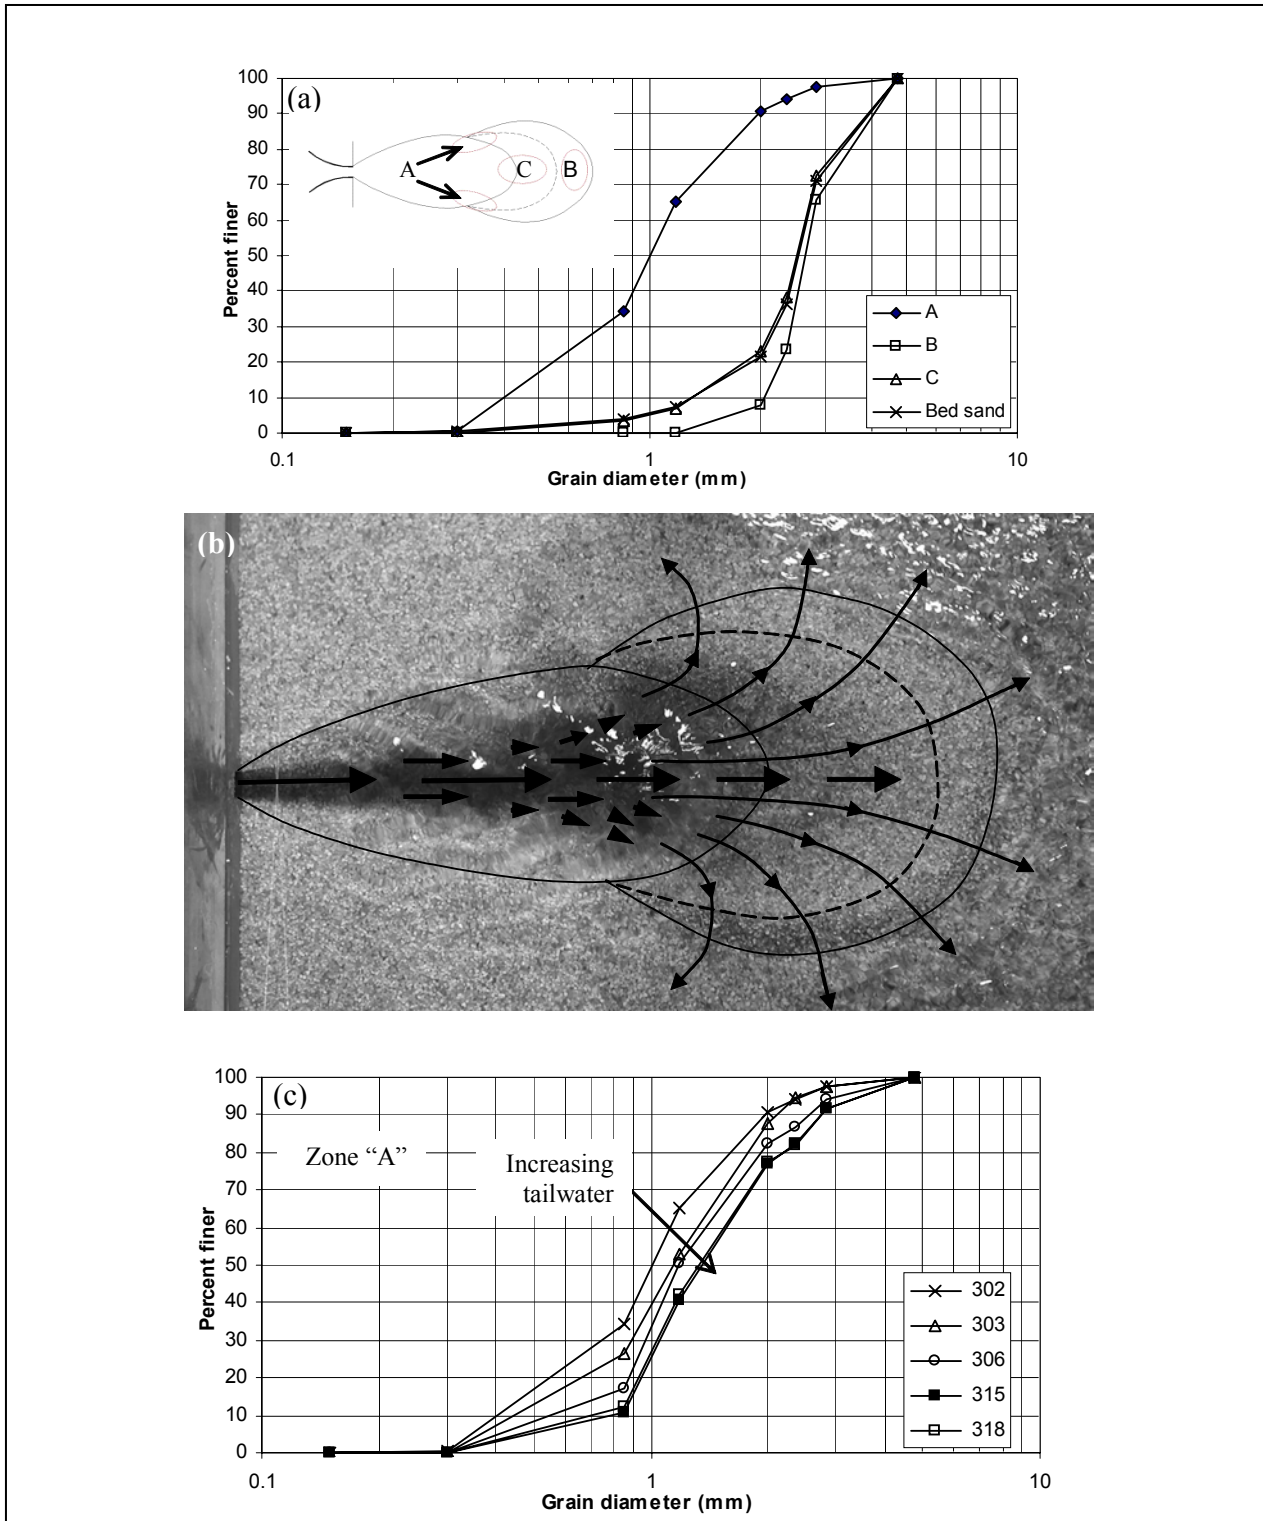 (a)
100
90
80
70
60
50
40
30
20
10
0
Percent finer
A
C
B
A
B
C
Bed sand
0.1
1
10
Grain diameter (mm)
(b)
(c)
100
90
80
70
60
50
40
30
20
10
0
Percent finer
Zone “A”
Increasing
tailwater
302
303
306
315
318
0.1
1
10
Grain diameter (mm)